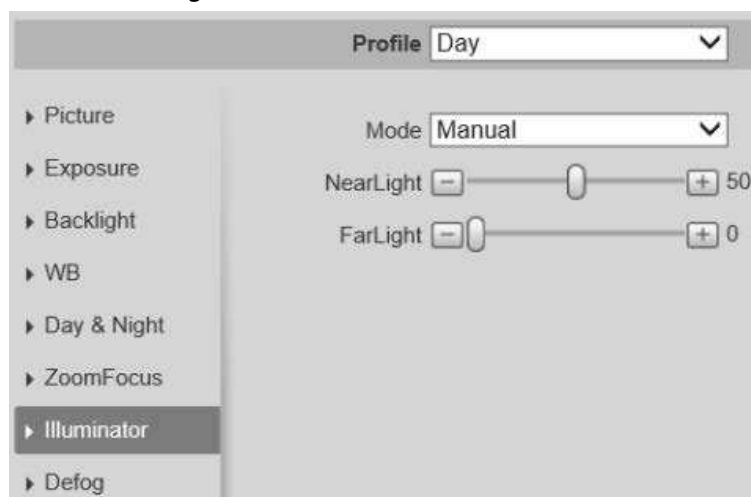 Profile Day
Picture
Mode Manual
Exposure
NearLight 50
Backlight
FarLight 0
WB
Day & Night
ZoomFocus
Illuminator
Defog